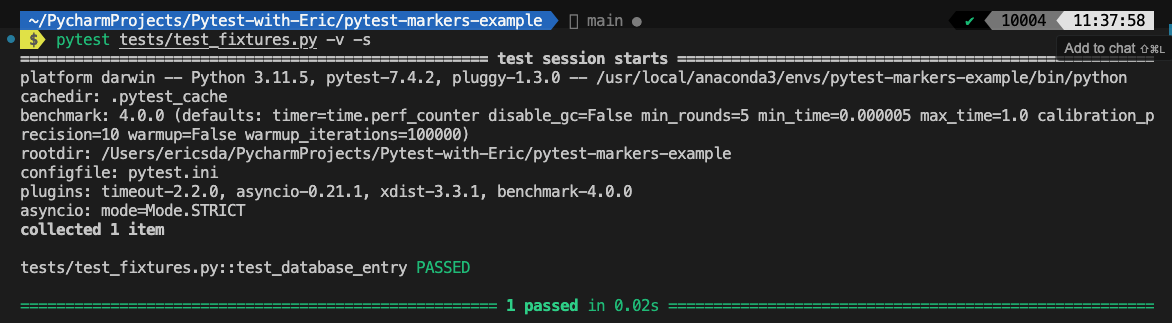 ~/PycharmProjects/Pytest-with-Eric/pytest-markers-example main ● ✔ 10004 11:37:58
$ pytest tests/test_fixtures.py -v -s
Add to chat ⇧⌘L
============================================== test session starts ==============================================
platform darwin -- Python 3.11.5, pytest-7.4.2, pluggy-1.3.0 -- /usr/local/anaconda3/envs/pytest-markers-example/bin/python
cachedir: .pytest_cache
benchmark: 4.0.0 (defaults: timer=time.perf_counter disable_gc=False min_rounds=5 min_time=0.000005 max_time=1.0 calibration_p
recision=10 warmup=False warmup_iterations=100000)
rootdir: /Users/ericsda/PycharmProjects/Pytest-with-Eric/pytest-markers-example
configfile: pytest.ini
plugins: timeout-2.2.0, asyncio-0.21.1, xdist-3.3.1, benchmark-4.0.0
asyncio: mode=Mode.STRICT
collected 1 item
tests/test_fixtures.py::test_database_entry PASSED
============================================== 1 passed in 0.02s ==============================================